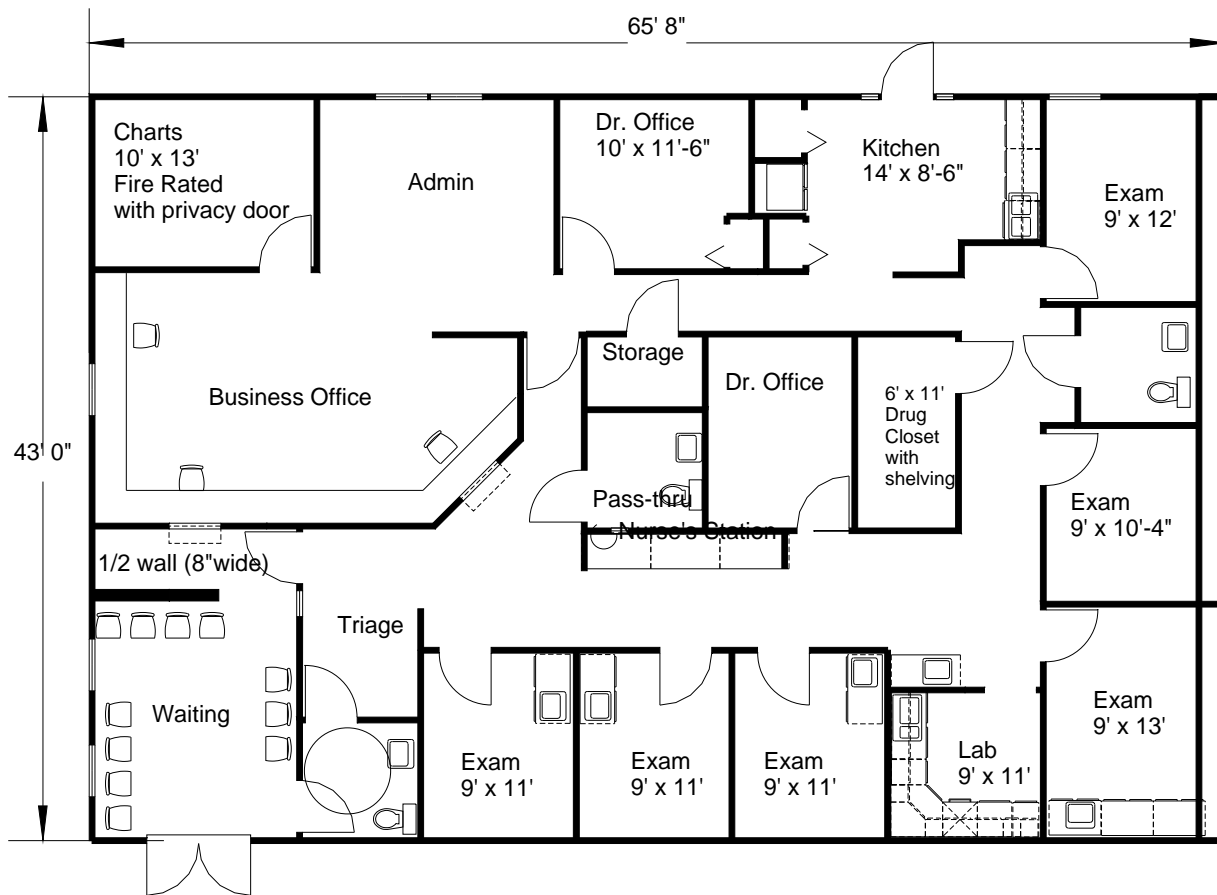 65' 8"
Charts
10' x 13'
Fire Rated
with privacy door
Admin
Dr. Office
10' x 11'-6"
Kitchen
14' x 8'-6"
Exam
9' x 12'
Storage
Dr. Office
6' x 11'
Drug
Closet
with
shelving
Business Office
43' 0"
Pass-thru
Nurse's Station
Exam
9' x 10'-4"
1/2 wall (8"wide)
Triage
Waiting
Exam
9' x 11'
Exam
9' x 11'
Exam
9' x 11'
Lab
9' x 11'
Exam
9' x 13'